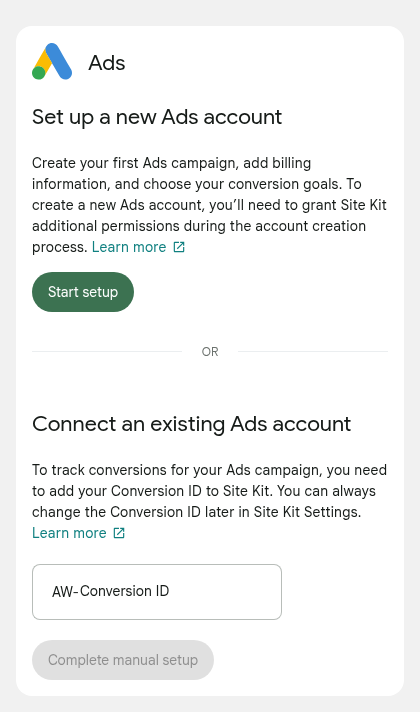 Ads
Set up a new Ads account
Create your first Ads campaign, add billing
information, and choose your conversion goals. To
create a new Ads account, you’ll need to grant Site Kit
additional permissions during the account creation
process. Learn more
Start setup
OR
Connect an existing Ads account
To track conversions for your Ads campaign, you need
to add your Conversion ID to Site Kit. You can always
change the Conversion ID later in Site Kit Settings.
Learn more
AW-Conversion ID
Complete manual setup